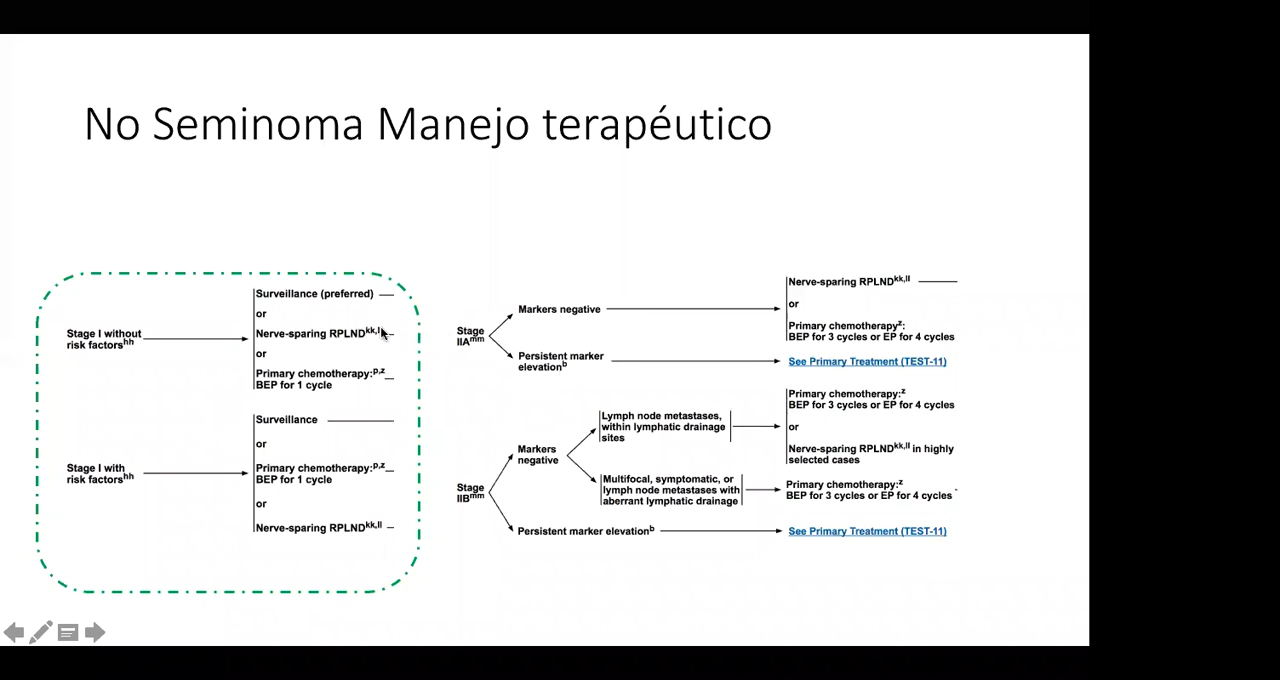 No Seminoma Manejo terapéutico
Stage I without
risk factorshh
Surveillance (preferred)
or
Nerve-sparing RPLNDkk,ll
or
Primary chemotherapy:p,z
BEP for 1 cycle
Stage I with
risk factorshh
Surveillance
or
Primary chemotherapy:p,z
BEP for 1 cycle
or
Nerve-sparing RPLNDkk,ll
Stage
IIAmm
Markers negative
Nerve-sparing RPLNDkk,ll
or
Primary chemotherapyz:
BEP for 3 cycles or EP for 4 cycles
Persistent marker
elevationb
See Primary Treatment (TEST-11)
Stage
IIBmm
Markers
negative
Lymph node metastases,
within lymphatic drainage
sites
Primary chemotherapy:z
BEP for 3 cycles or EP for 4 cycles
or
Nerve-sparing RPLNDkk,ll in highly
selected cases
Multifocal, symptomatic, or
lymph node metastases with
aberrant lymphatic drainage
Primary chemotherapy:z
BEP for 3 cycles or EP for 4 cycles
Persistent marker elevationb
See Primary Treatment (TEST-11)